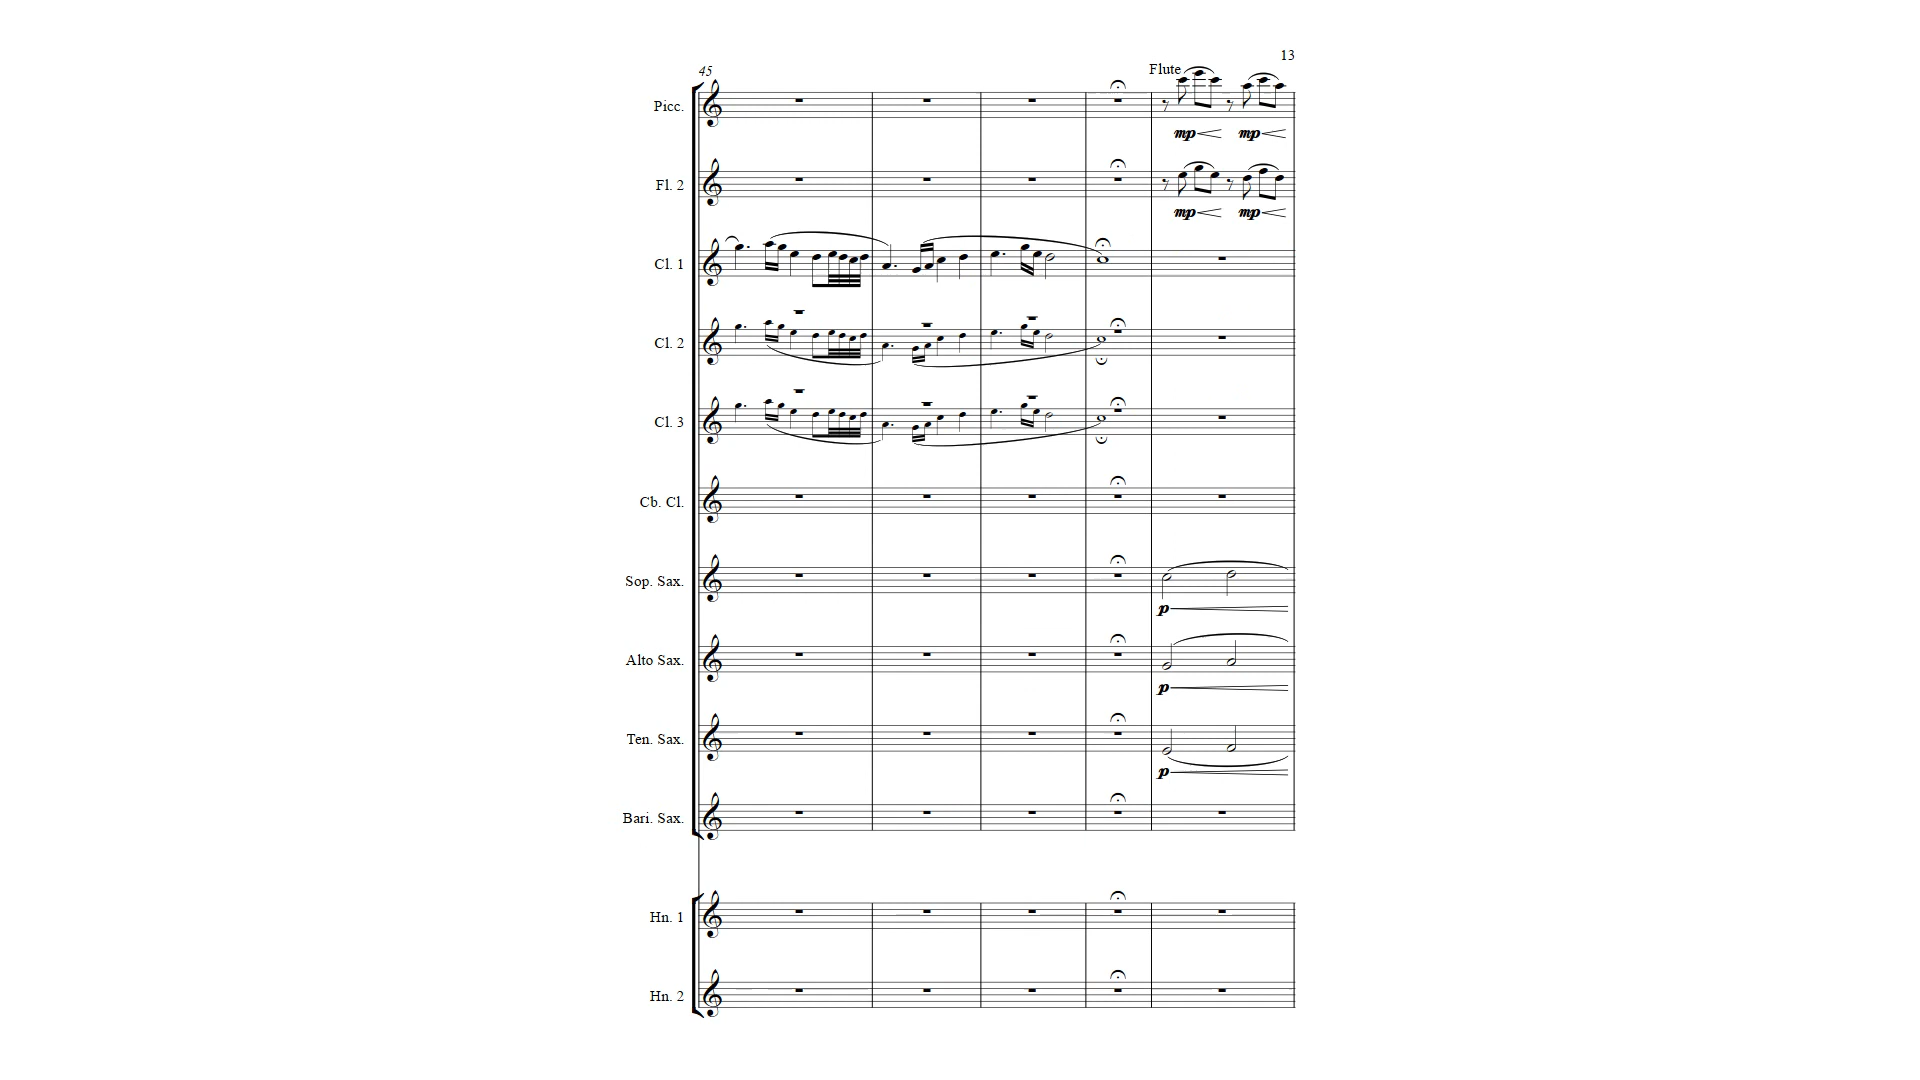 13
45
Flute
Picc.
mp mp
Fl. 2
mp mp
Cl. 1
Cl. 2
Cl. 3
Cb. Cl.
Sop. Sax.
p
Alto Sax.
p
Ten. Sax.
p
Bari. Sax.
Hn. 1
Hn. 2